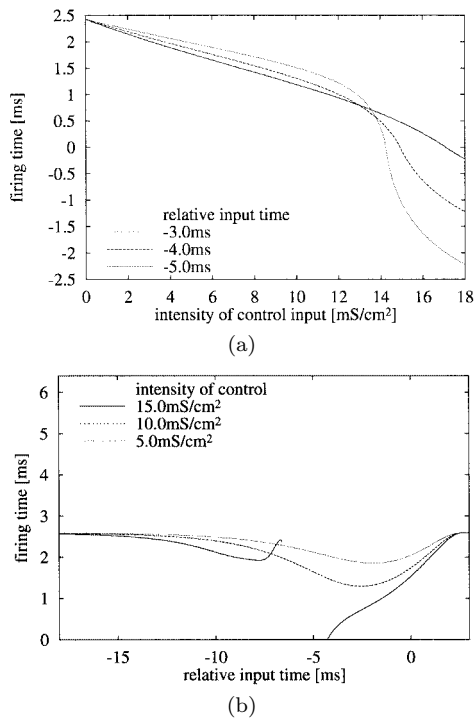 2.5
2
1.5
1
0.5
0
-0.5
-1
-1.5
-2
-2.5
firing time [ms]
relative input time
-3.0ms
-4.0ms
-5.0ms
0 2 4 6 8 10 12 14 16 18
intensity of control input [mS/cm²]
(a)
6
5
4
3
2
1
0
firing time [ms]
intensity of control
15.0mS/cm²
10.0mS/cm²
5.0mS/cm²
-15 -10 -5 0
relative input time [ms]
(b)